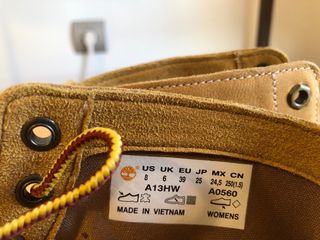 US UK EU JP MX CN
8 6 39 25 24,5 250(1.5)
A13HW A0560
MADE IN VIETNAM WOMENS